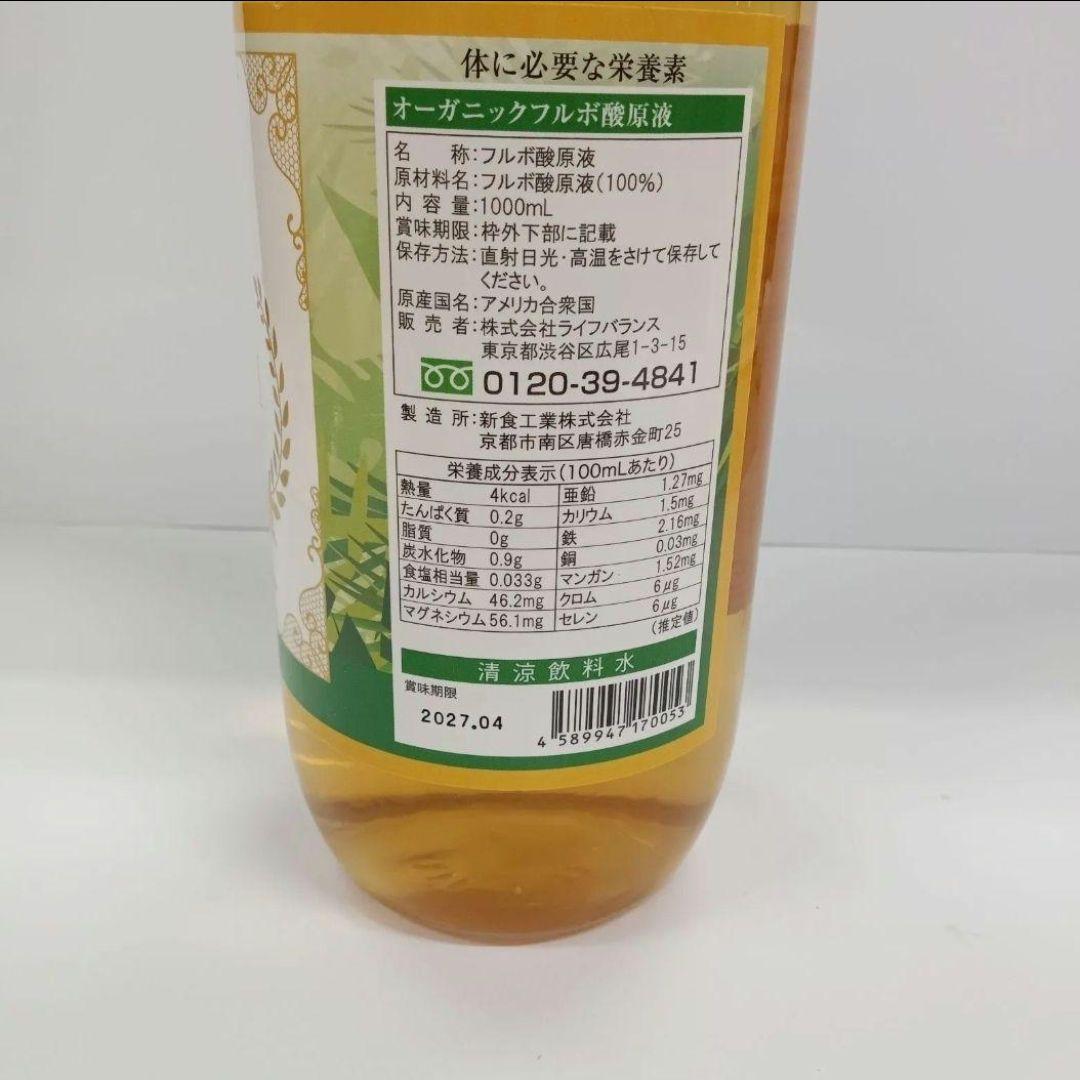 体に必要な栄養素
オーガニックフルボ酸原液
名 称:フルボ酸原液
原材料名:フルボ酸原液(100%)
内容量:1000mL
賞味期限:枠外下部に記載
保存方法:直射日光・高温をさけて保存して
ください。
原産国名:アメリカ合衆国
販売者:株式会社ライフバランス
東京都渋谷区広尾1-3-15
0120-39-4841
製造所:新食工業株式会社
京都市南区唐橋赤金町25
栄養成分表示(100mLあたり)
熱量 4kcal 亜鉛 1.27mg
たんぱく質 0.2g カリウム 1.5mg
脂質 0g 鉄 2.16mg
炭水化物 0.9g 銅 0.03mg
食塩相当量 0.033g マンガン 1.52mg
カルシウム 46.2mg クロム 6μg
マグネシウム 56.1mg セレン 6μg
(推定値)
清涼飲料水
賞味期限
2027.04
4 589947 170053